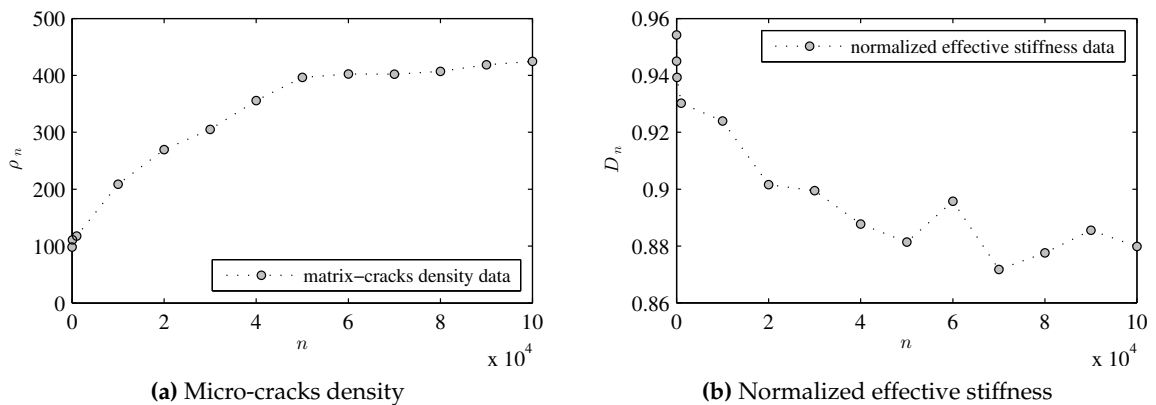 500
400
300
200
100
0
ρn
matrix−cracks density data
0 2 4 6 8 10
n
x 10^4
(a) Micro-cracks density
0.96
0.94
0.92
0.9
0.88
0.86
Dn
normalized effective stiffness data
0 2 4 6 8 10
n
x 10^4
(b) Normalized effective stiffness